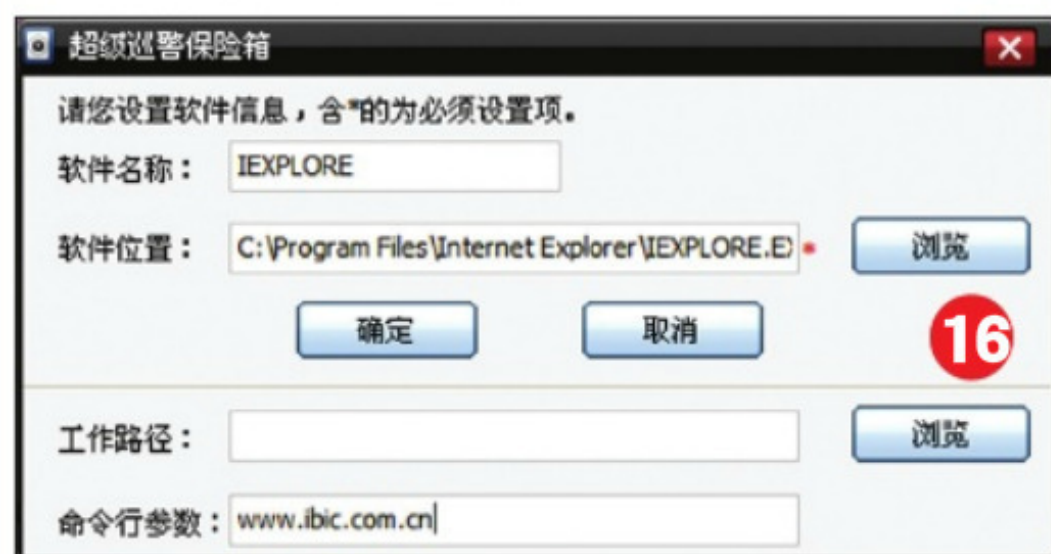 超级巡警保险箱
请您设置软件信息，含*的为必须设置项。
软件名称： IEXPLORE
软件位置： C:\Program Files\Internet Explorer\IEXPLORE.EX * 浏览
确定 取消
16
工作路径： 浏览
命令行参数： www.ibic.com.cn